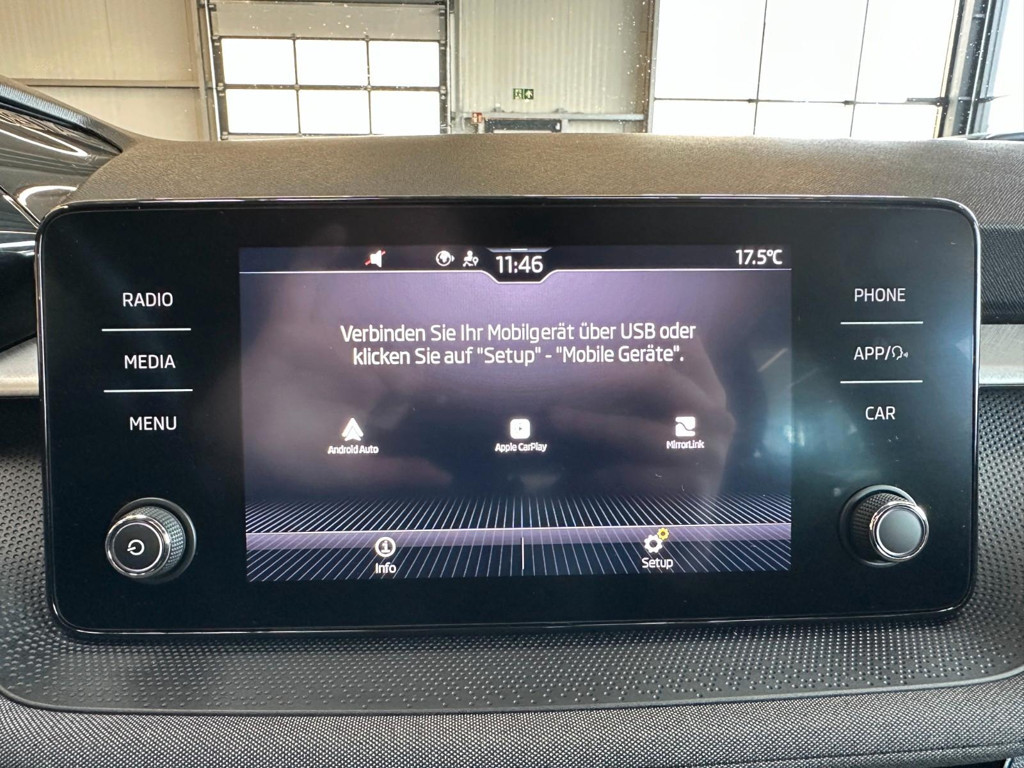 11:46
17.5°C
RADIO
MEDIA
MENU
Verbinden Sie Ihr Mobilgerät über USB oder
klicken Sie auf "Setup" - "Mobile Geräte".
Android Auto
Apple CarPlay
MirrorLink
Info
Setup
PHONE
APP/
CAR